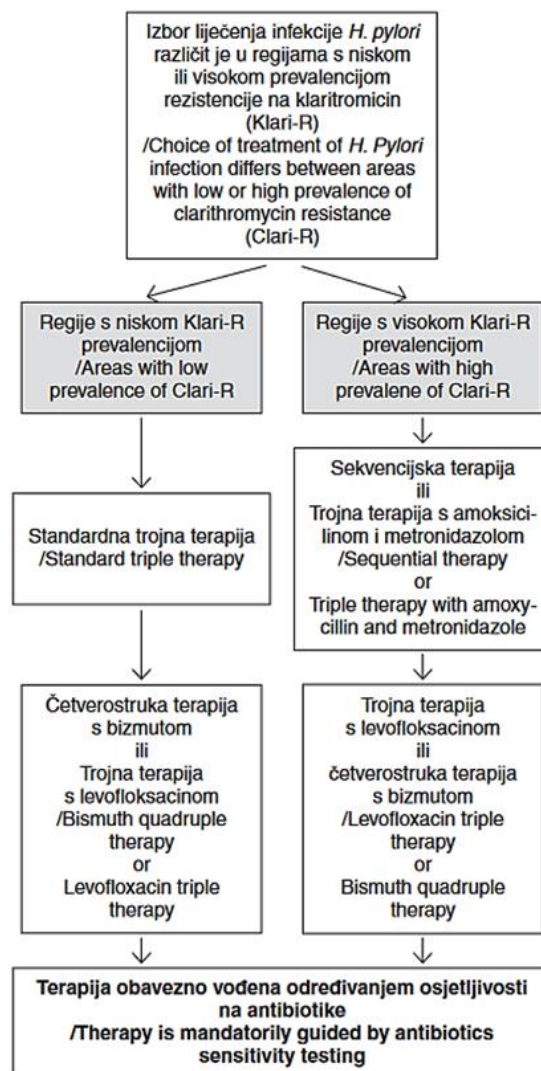 Izbor liječenja infekcije H. pylori
različit je u regijama s niskom
ili visokom prevalencijom
rezistencije na klaritromicin
(Klari-R)
/Choice of treatment of H. Pylori
infection differs between areas
with low or high prevalence of
clarithromycin resistance
(Clari-R)
Regije s niskom Klari-R
prevalencijom
/Areas with low
prevalence of Clari-R
Regije s visokom Klari-R
prevalencijom
/Areas with high
prevalene of Clari-R
Standardna trojna terapija
/Standard triple therapy
Sekvencijska terapija
ili
Trojna terapija s amoksici-
linom i metronidazolom
/Sequential therapy
or
Triple therapy with amoxy-
cillin and metronidazole
Četverostruka terapija
s bizmutom
ili
Trojna terapija
s levofloksacinom
/Bismuth quadruple
therapy
or
Levofloxacin triple
therapy
Trojna terapija
s levofloksacinom
ili
četverostruka terapija
s bizmutom
/Levofloxacin triple
therapy
or
Bismuth quadruple
therapy
Terapija obavezno vođena određivanjem osjetljivosti
na antibiotike
/Therapy is mandatorily guided by antibiotics
sensitivity testing